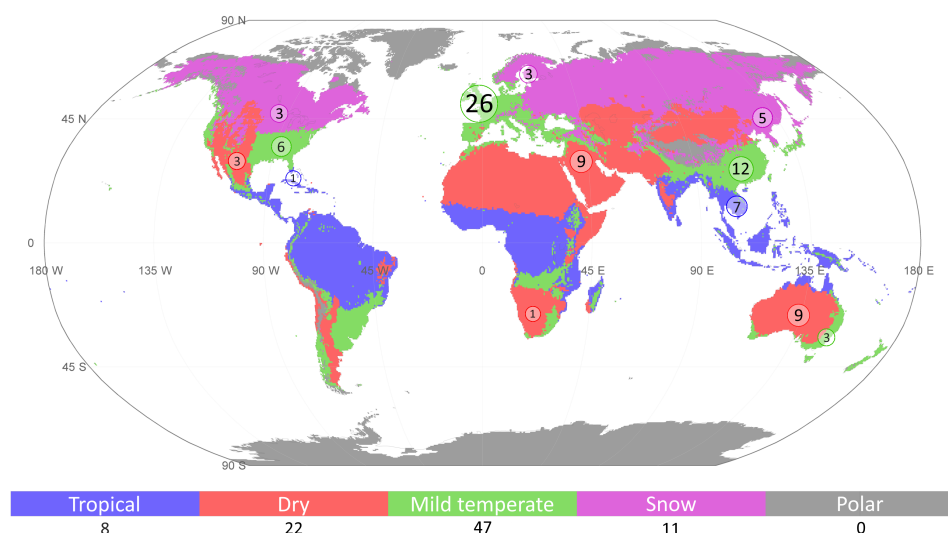 90 N
3
26
45 N
3
5
6
3
9
12
1
7
0
180 W
135 W
90 W
45 W
0
45 E
90 E
135 E
180 E
1
9
3
45 S
90 S
Tropical Dry Mild temperate Snow Polar
8 22 47 11 0